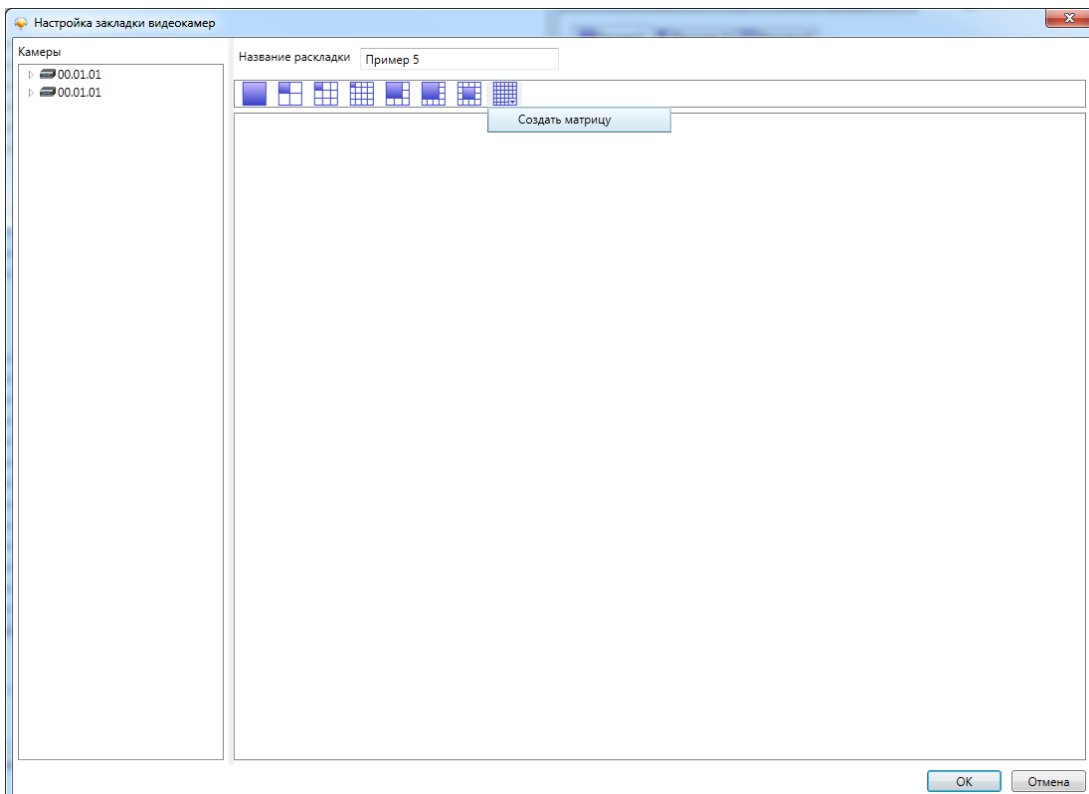 Настройка закладки видеокамер
Камеры
00.01.01
00.01.01
Название раскладки Пример 5
Создать матрицу
OK Отмена